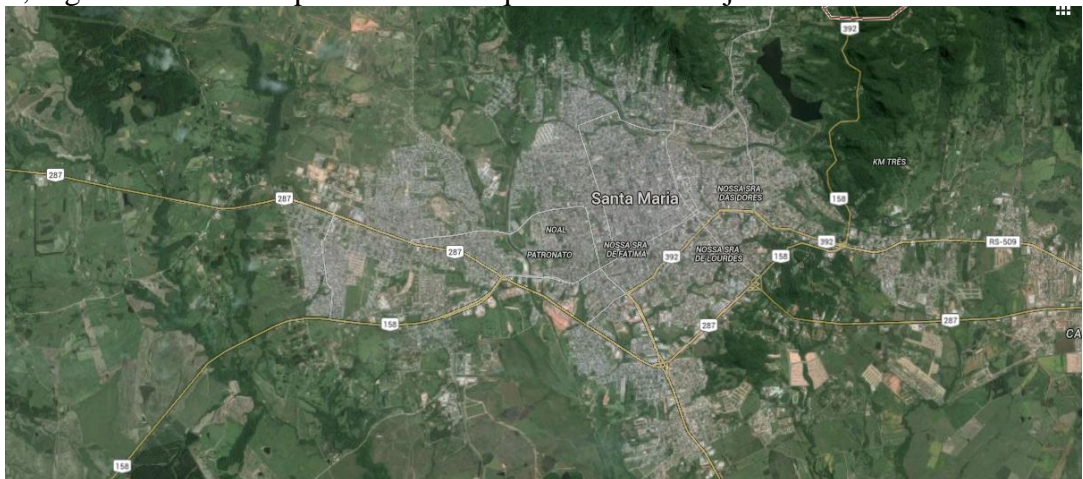 392
KM TRÊS
287
287
158
Santa Maria
NOSSA SRA
DAS DORES
NOAL
392
RS-509
287
PATRONATO
NOSSA SRA
DE FATIMA
392
NOSSA SRA
DE LOURDES
158
158
287
287
CA
158